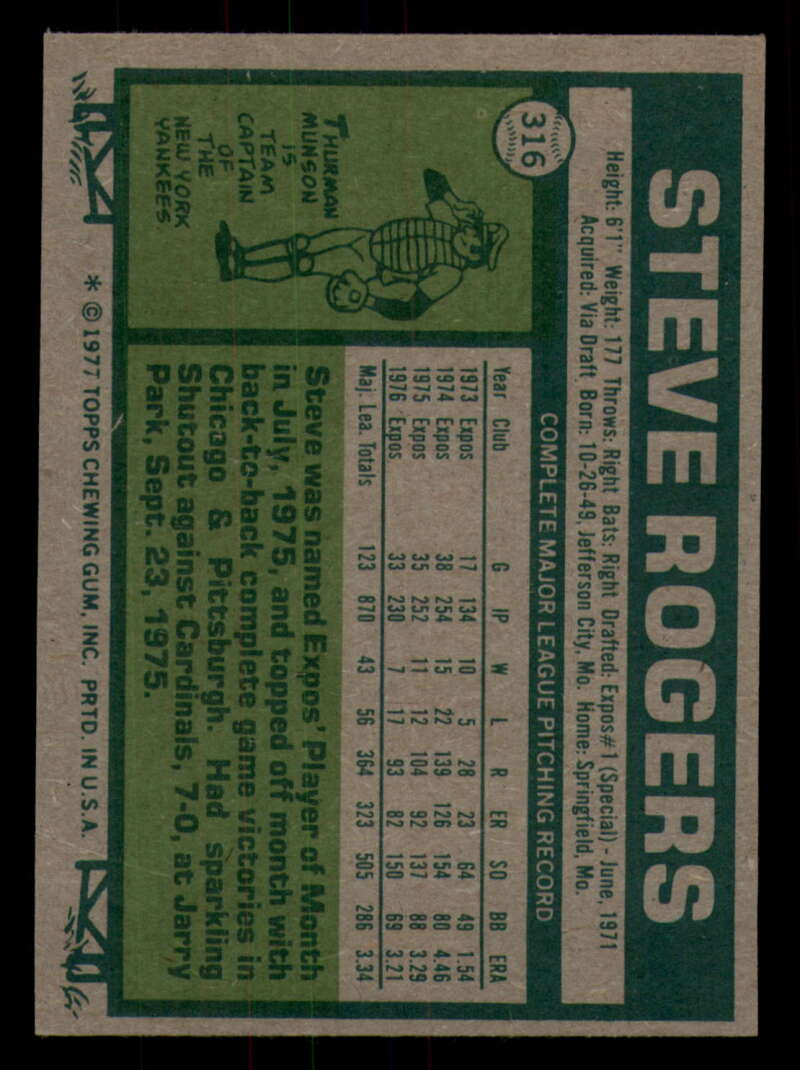 316
STEVE ROGERS
Height: 6'1" Weight: 177 Throws: Right Bats: Right Drafted: Expos#1 (Special) - June, 1971
Acquired: Via Draft. Born: 10-26-49, Jefferson City, Mo. Home: Springfield, Mo.
COMPLETE MAJOR LEAGUE PITCHING RECORD
Year Club G IP W L R ER SO BB ERA
1973 Expos 17 134 10 5 28 23 64 49 1.54
1974 Expos 38 254 15 22 139 126 154 80 4.46
1975 Expos 35 252 11 12 104 92 137 88 3.29
1976 Expos 33 230 7 17 93 82 150 69 3.21
Maj. Lea. Totals 123 870 43 56 364 323 505 286 3.34
THURMAN
MUNSON
IS
TEAM
CAPTAIN
OF
THE
NEW YORK
YANKEES.
Steve was named Expos' Player of Month
in July, 1975, and topped off month with
back-to-back complete game victories in
Chicago & Pittsburgh. Had sparkling
Shutout against Cardinals, 7-0, at Jarry
Park, Sept. 23, 1975.
* © 1977 TOPPS CHEWING GUM, INC. PRTD. IN U.S.A.